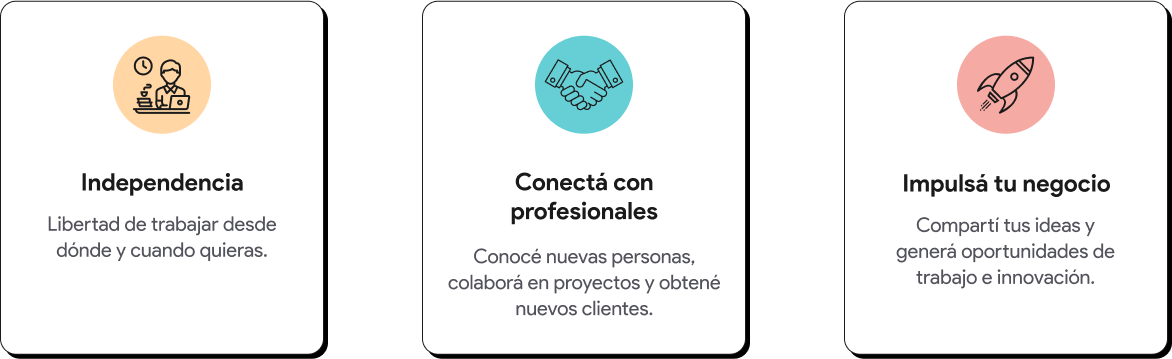 Independencia
Libertad de trabajar desde
dónde y cuando quieras.
Conectá con
profesionales
Conocé nuevas personas,
colaborá en proyectos y obtené
nuevos clientes.
Impulsá tu negocio
Compartí tus ideas y
generá oportunidades de
trabajo e innovación.